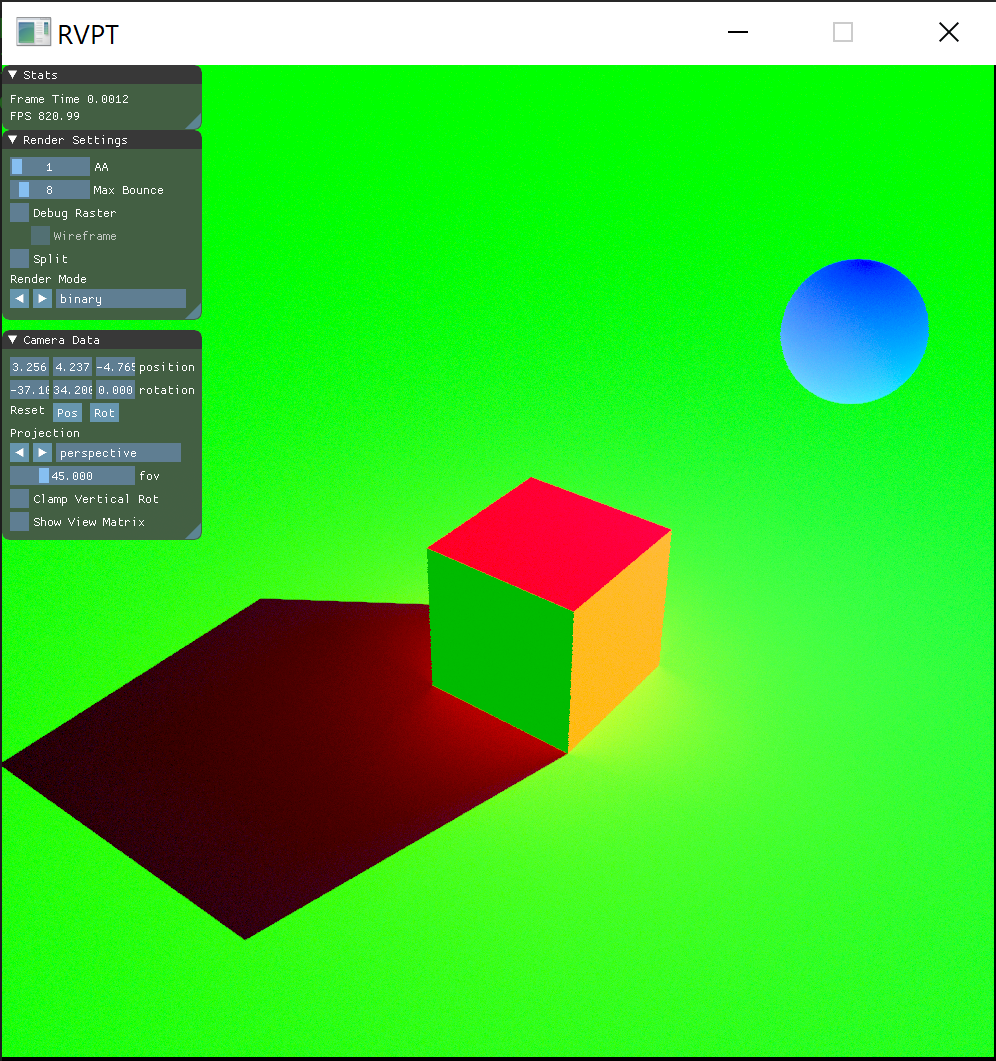 RVPT
Stats
Frame Time 0.0012
FPS 820.99
Render Settings
1 AA
8 Max Bounce
Debug Raster
Wireframe
Split
Render Mode
binary
Camera Data
3.256 4.237 -4.765 position
-37.10 34.200 0.000 rotation
Reset Pos Rot
Projection
perspective
45.000 fov
Clamp Vertical Rot
Show View Matrix